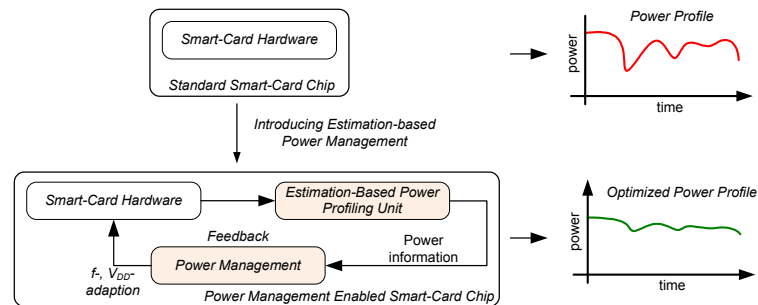 Smart-Card Hardware
Standard Smart-Card Chip
Power Profile
power
time
Introducing Estimation-based
Power Management
Smart-Card Hardware
Estimation-Based Power
Profiling Unit
Feedback
Power
information
Power Management
f-, VDD-
adaption
Power Management Enabled Smart-Card Chip
Optimized Power Profile
power
time